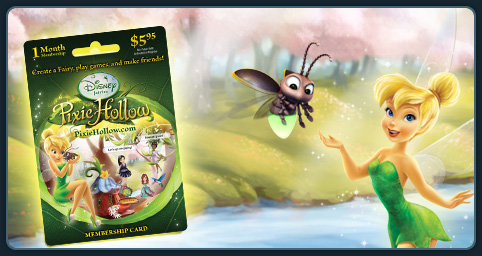 1 Month
Membership
$5.95
Create a Fairy, play games, and make friends!
Disney
Fairies
Pixie Hollow
PixieHollow.com
MEMBERSHIP CARD